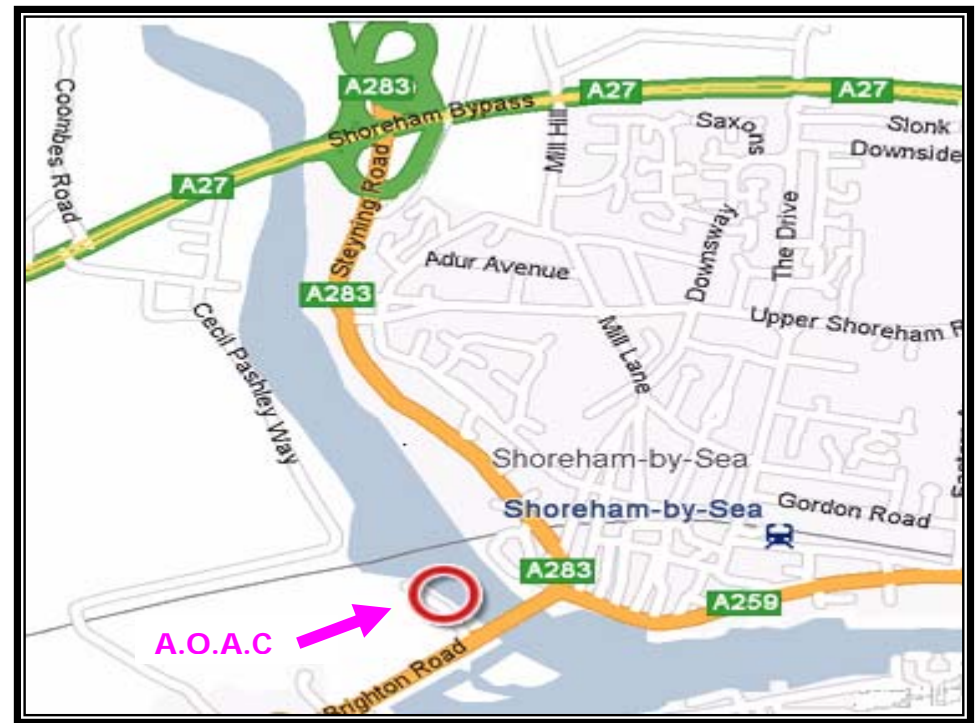 A283
A27
A27
Shoreham Bypass
Mill Hill
Saxons
Slonk
Downside
Coombes Road
A27
Steyning Road
Adur Avenue
Downsway
The Drive
A283
Cecil Pashley Way
Mill Lane
Upper Shoreham R
Shoreham-by-Sea
Shoreham-by-Sea
Gordon Road
A283
A259
A.O.A.C
Brighton Road